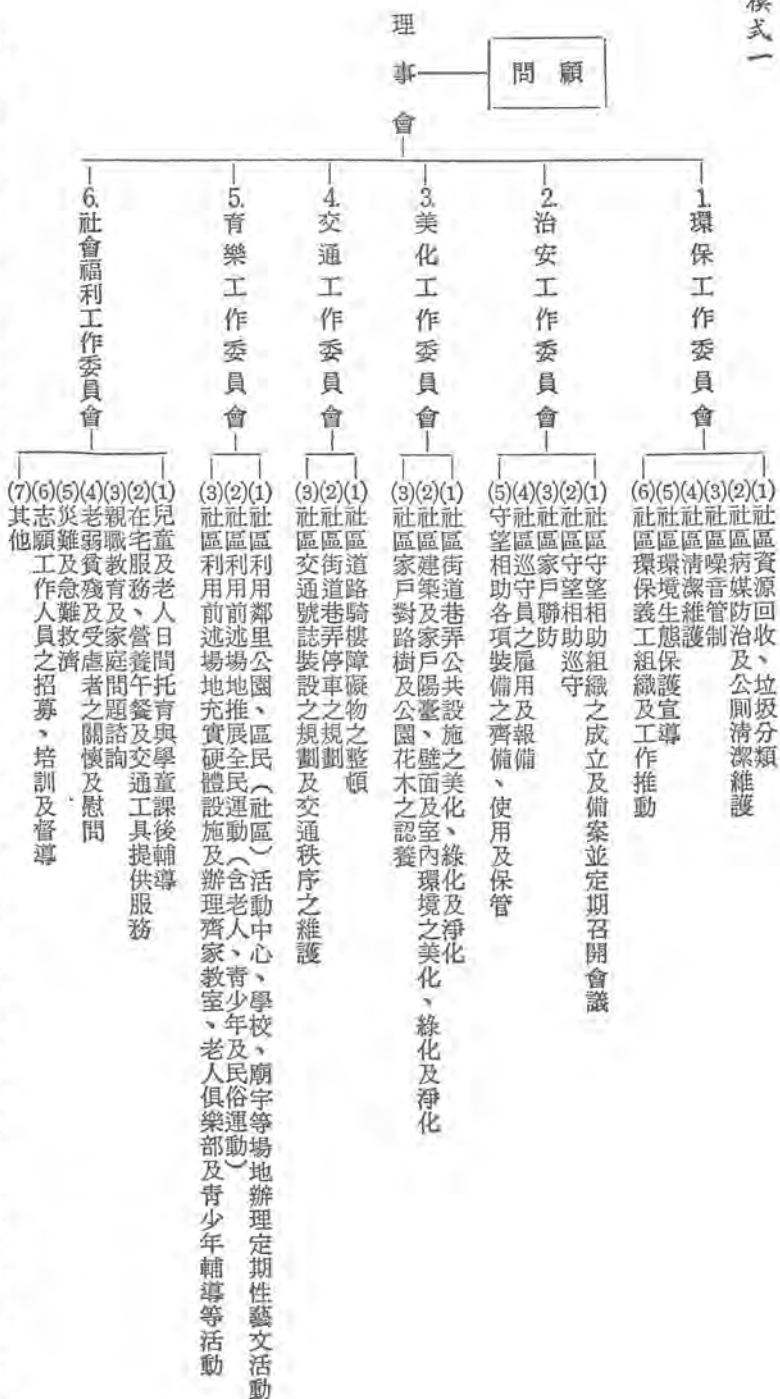 模式一
顧問
理事會
1.環保工作委員會
(1)社區資源回收、垃圾分類
(2)社區病媒防治及公厠清潔維護
(3)社區噪音管制
(4)社區清潔維護
(5)社區環境生態保護宣導
(6)社區環保義工組織及工作推動
2.治安工作委員會
(1)社區守望相助組織之成立及備案並定期召開會議
(2)社區守望相助巡守
(3)社區家戶聯防
(4)社區巡守員之雇用及報備
(5)守望相助各項裝備之齊備、使用及保管
3.美化工作委員會
(1)社區街道巷弄公共設施之美化、綠化及淨化
(2)社區建築及家戶陽臺、壁面及室內環境之美化、綠化及淨化
(3)社區家戶對路樹及公園花木之認養
4.交通工作委員會
(1)社區道路騎樓障礙物之整頓
(2)社區街道巷弄停車之規劃
(3)社區交通號誌裝設之規劃及交通秩序之維護
5.育樂工作委員會
(1)社區利用鄰里公園、區民（社區）活動中心、學校、廟宇等場地辦理定期性藝文活動
(2)社區利用前述場地推展全民運動（含老人、青少年及民俗運動）
(3)社區利用前述場地充實硬體設施及辦理齊家教室、老人俱樂部及青少年輔導等活動
6.社會福利工作委員會
(1)兒童及老人日間托育與學童課後輔導
(2)在宅服務、營養午餐及交通工具提供服務
(3)親職教育及家庭問題諮詢
(4)老弱貧殘及受虐者之關懷及慰問
(5)災難及急難救濟
(6)志願工作人員之招募、培訓及督導
(7)其他